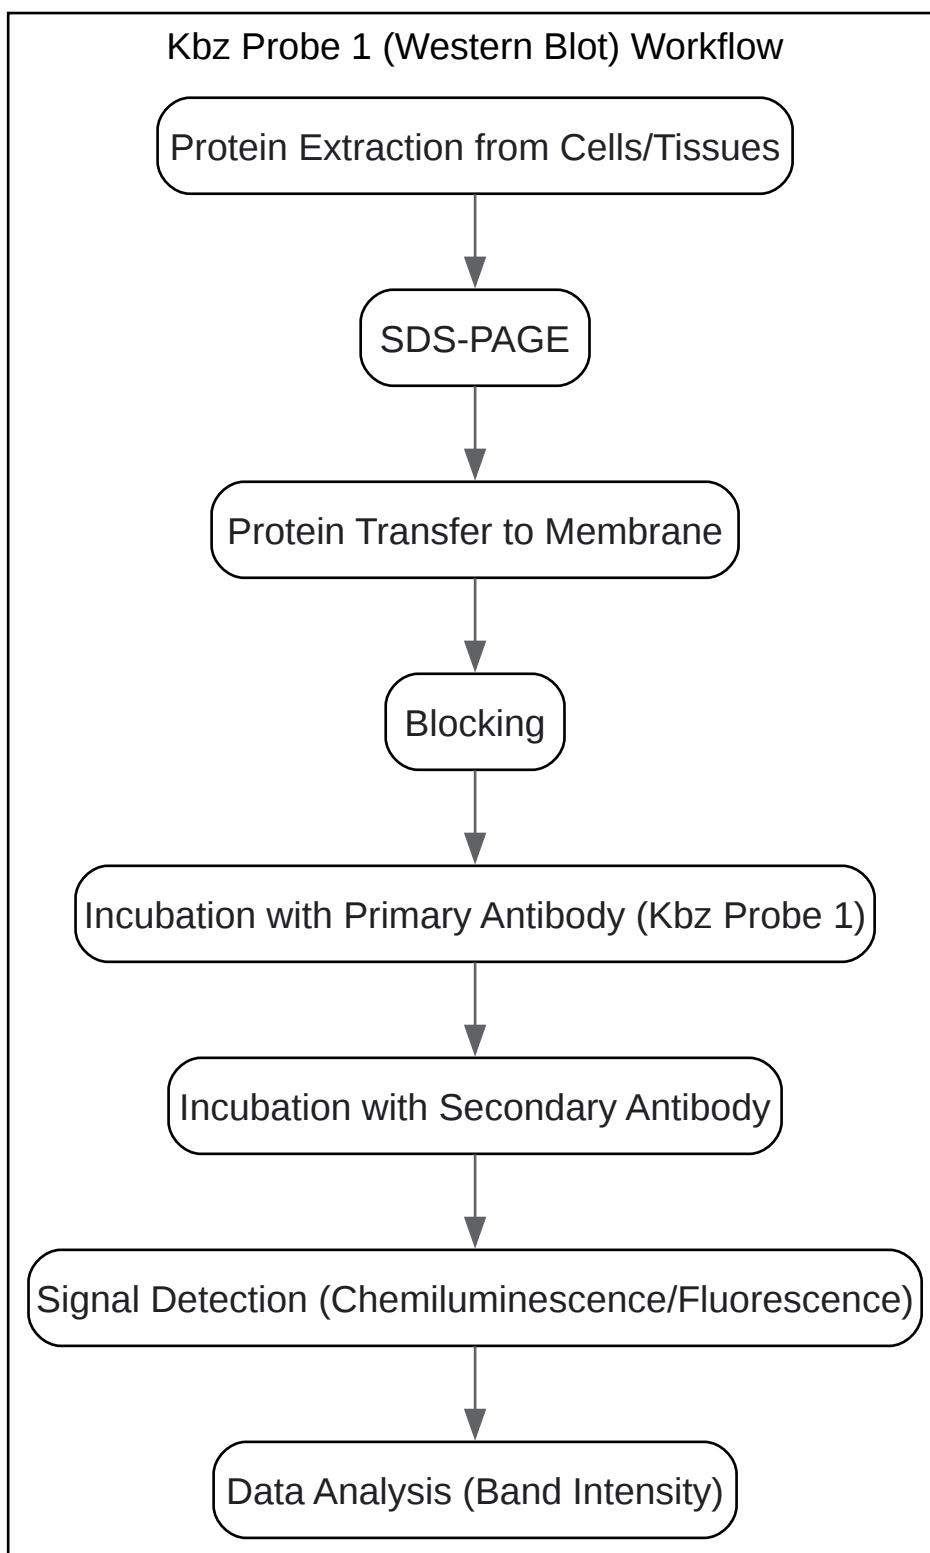 Kbz Probe 1 (Western Blot) Workflow
Protein Extraction from Cells/Tissues
SDS-PAGE
Protein Transfer to Membrane
Blocking
Incubation with Primary Antibody (Kbz Probe 1)
Incubation with Secondary Antibody
Signal Detection (Chemiluminescence/Fluorescence)
Data Analysis (Band Intensity)